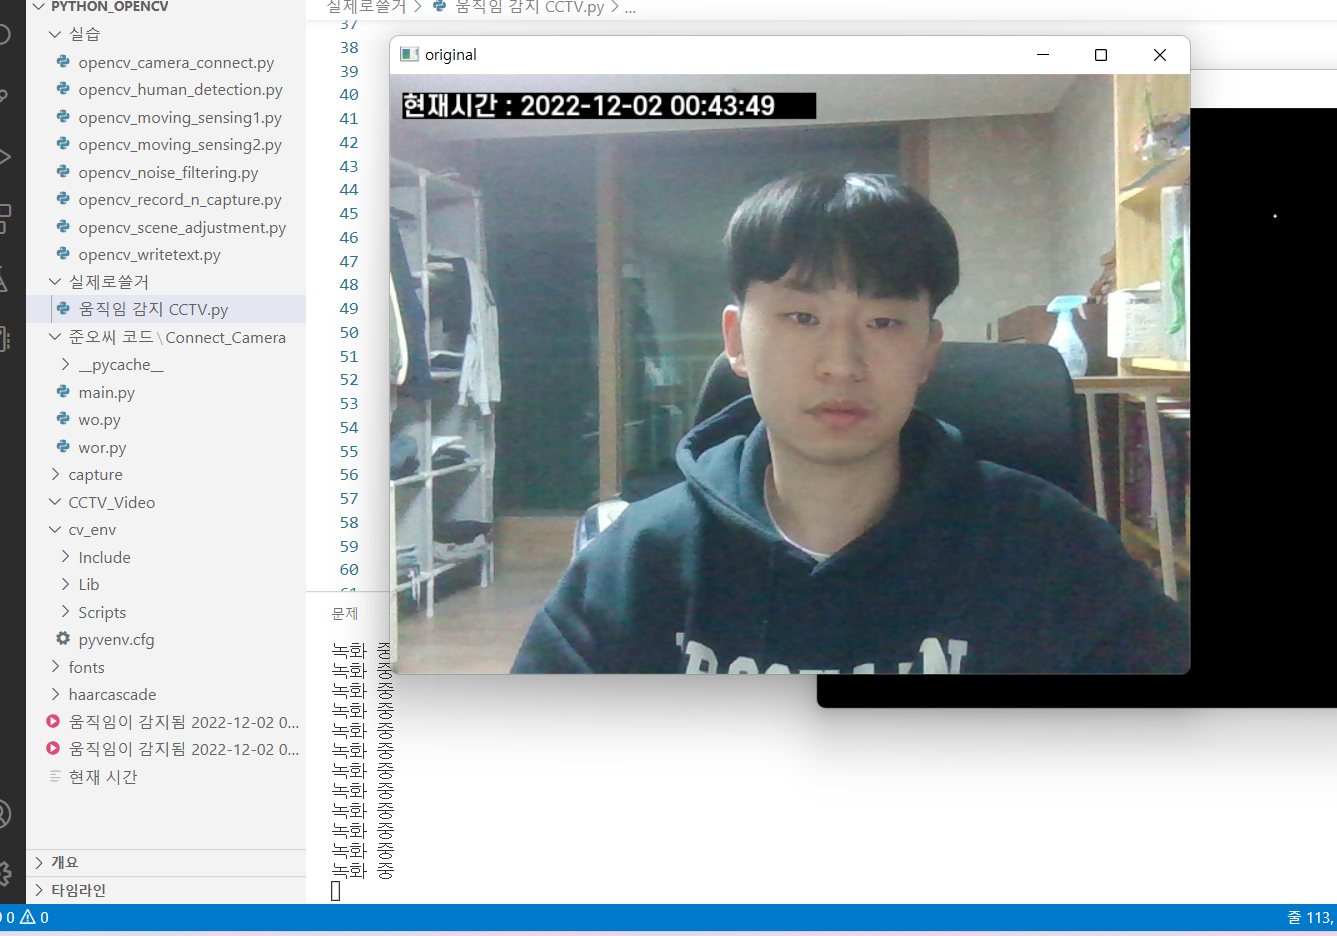 PYTHON_OPENCV
실습
opencv_camera_connect.py
opencv_human_detection.py
opencv_moving_sensing1.py
opencv_moving_sensing2.py
opencv_noise_filtering.py
opencv_record_n_capture.py
opencv_scene_adjustment.py
opencv_writetext.py
실제로쓸거
움직임 감지 CCTV.py
준오씨 코드\Connect_Camera
__pycache__
main.py
wo.py
wor.py
capture
CCTV_Video
cv_env
Include
Lib
Scripts
pyvenv.cfg
fonts
haarcascade
움직임이 감지됨 2022-12-02 0...
움직임이 감지됨 2022-12-02 0...
현재 시간
개요
타임라인
실제로쓸거 > 움직임 감지 CCTV.py > ...
37
38
39
40
41
42
43
44
45
46
47
48
49
50
51
52
53
54
55
56
57
58
59
60
61
original
현재시간 : 2022-12-02 00:43:49
문제
녹화 중
녹화 중
녹화 중
녹화 중
녹화 중
녹화 중
녹화 중
녹화 중
녹화 중
녹화 중
녹화 중
녹화 중
0 0
줄 113,